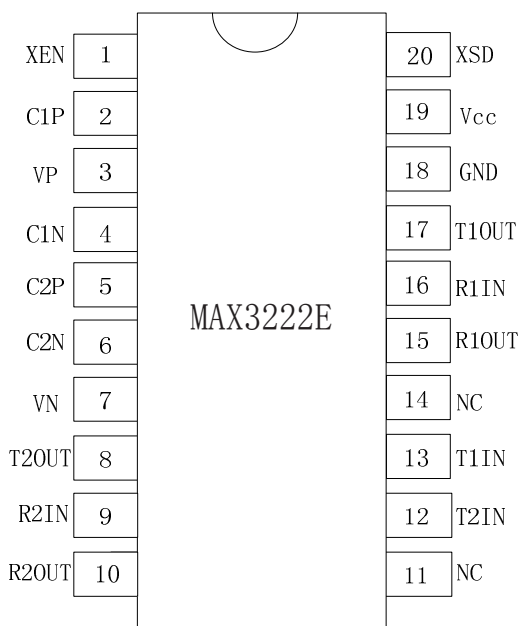 XEN 1 20 XSD
C1P 2 19 Vcc
VP 3 18 GND
C1N 4 17 T1OUT
C2P 5 16 R1IN
MAX3222E
C2N 6 15 R1OUT
VN 7 14 NC
T2OUT 8 13 T1IN
R2IN 9 12 T2IN
R2OUT 10 11 NC